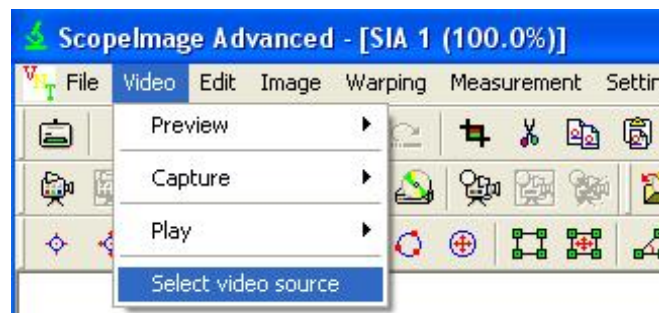 ScopeImage Advanced - [SIA 1 (100.0%)]
File Video Edit Image Warping Measurement Settin
Preview
Capture
Play
Select video source